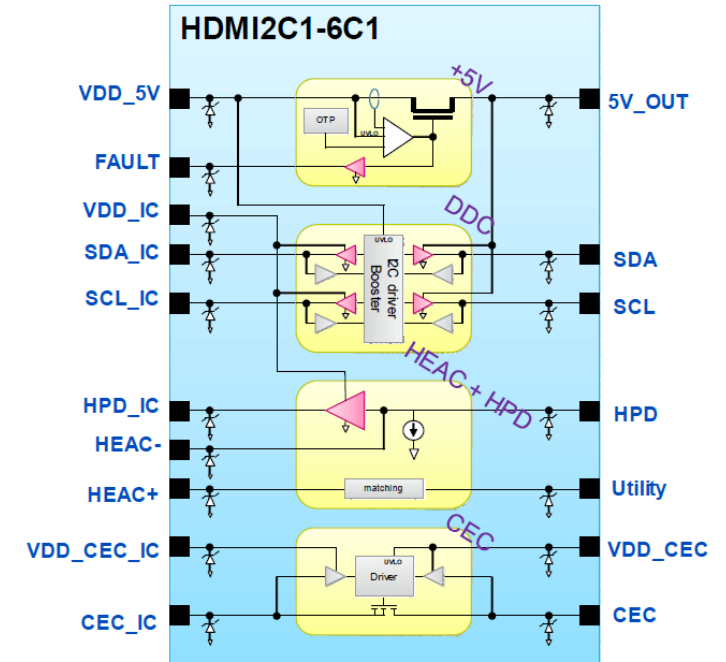 HDMI2C1-6C1
+5V
VDD_5V
5V_OUT
OTP
UVLO
FAULT
VDD_IC
DDC
UVLO
SDA_IC
SDA
I2C driver
Booster
SCL_IC
SCL
HEAC + HPD
HPD_IC
HPD
HEAC-
HEAC+
matching
Utility
CEC
VDD_CEC_IC
VDD_CEC
UVLO
Driver
CEC_IC
CEC